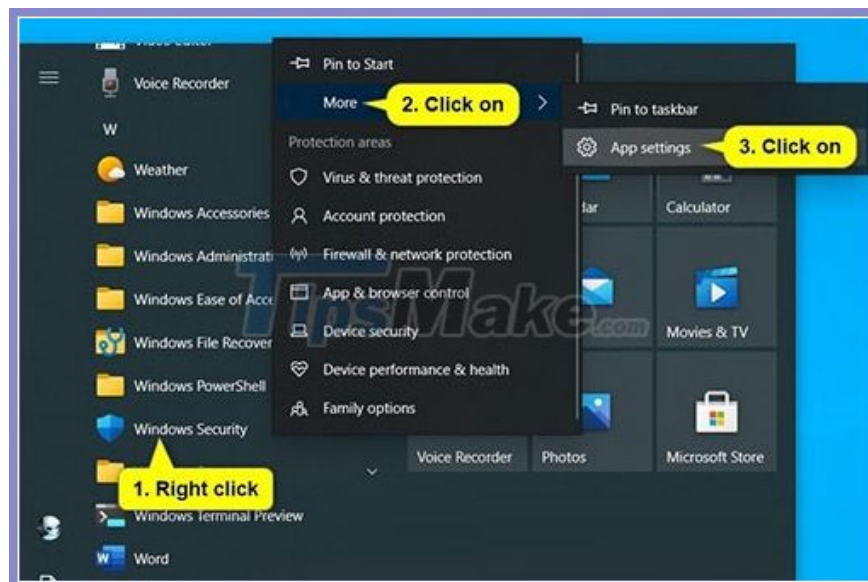 Video Editor
Voice Recorder
W
Weather
Windows Accessories
Windows Administrati
Windows Ease of Acce
Windows File Recover
Windows PowerShell
Windows Security
1. Right click
Windows Terminal Preview
Word
Pin to Start
More
2. Click on
Protection areas
Virus & threat protection
Account protection
Firewall & network protection
App & browser control
Device security
Device performance & health
Family options
Pin to taskbar
App settings
3. Click on
dar
Calculator
Movies & TV
Voice Recorder
Photos
Microsoft Store
TipsMake.com